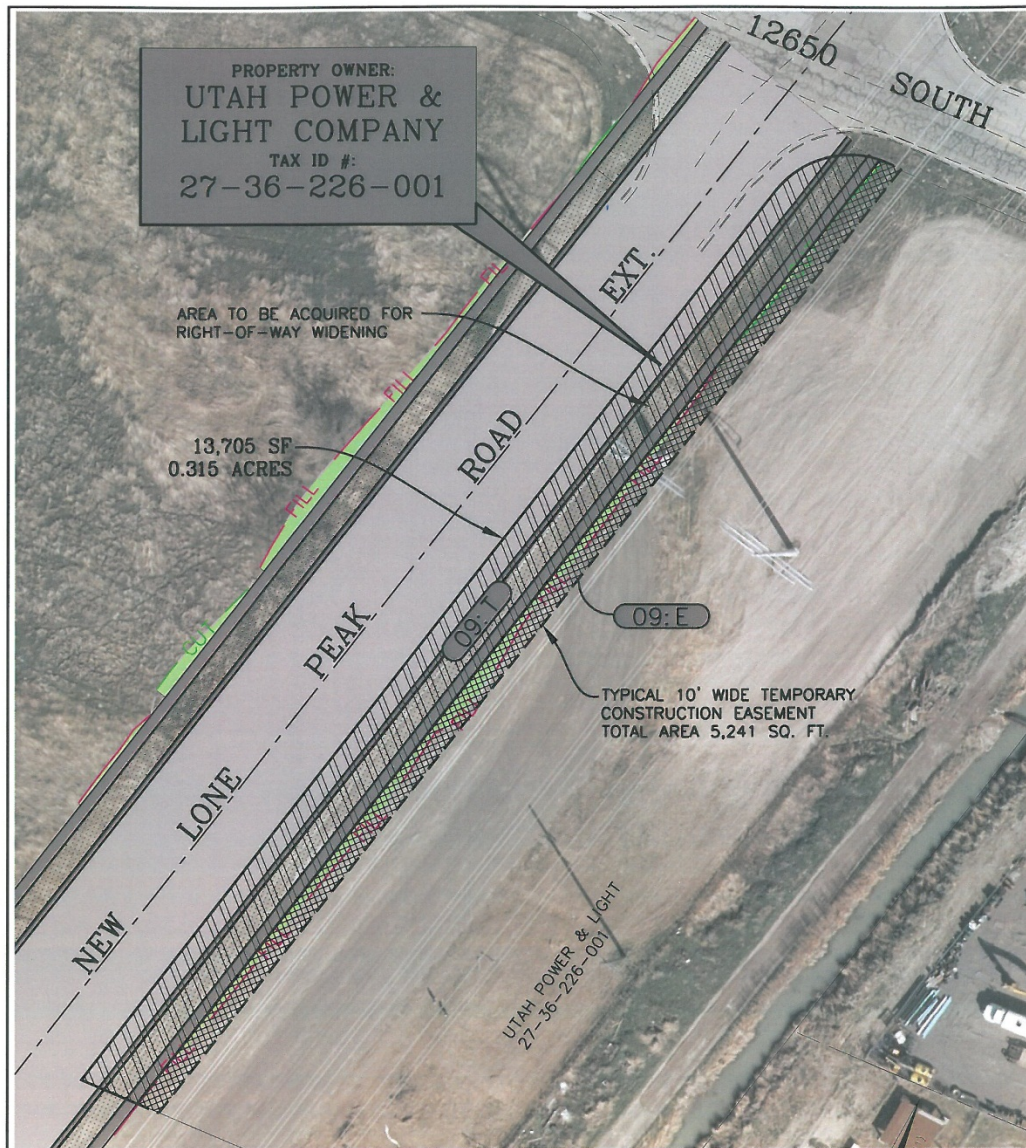 12650 SOUTH
PROPERTY OWNER:
UTAH POWER &
LIGHT COMPANY
TAX ID #:
27-36-226-001
AREA TO BE ACQUIRED FOR
RIGHT-OF-WAY WIDENING
13,705 SF
0.315 ACRES
FILL
FILL
CUT
NEW LONE PEAK ROAD EXT.
09:T
09:E
TYPICAL 10' WIDE TEMPORARY
CONSTRUCTION EASEMENT
TOTAL AREA 5,241 SQ. FT.
UTAH POWER & LIGHT
27-36-226-001